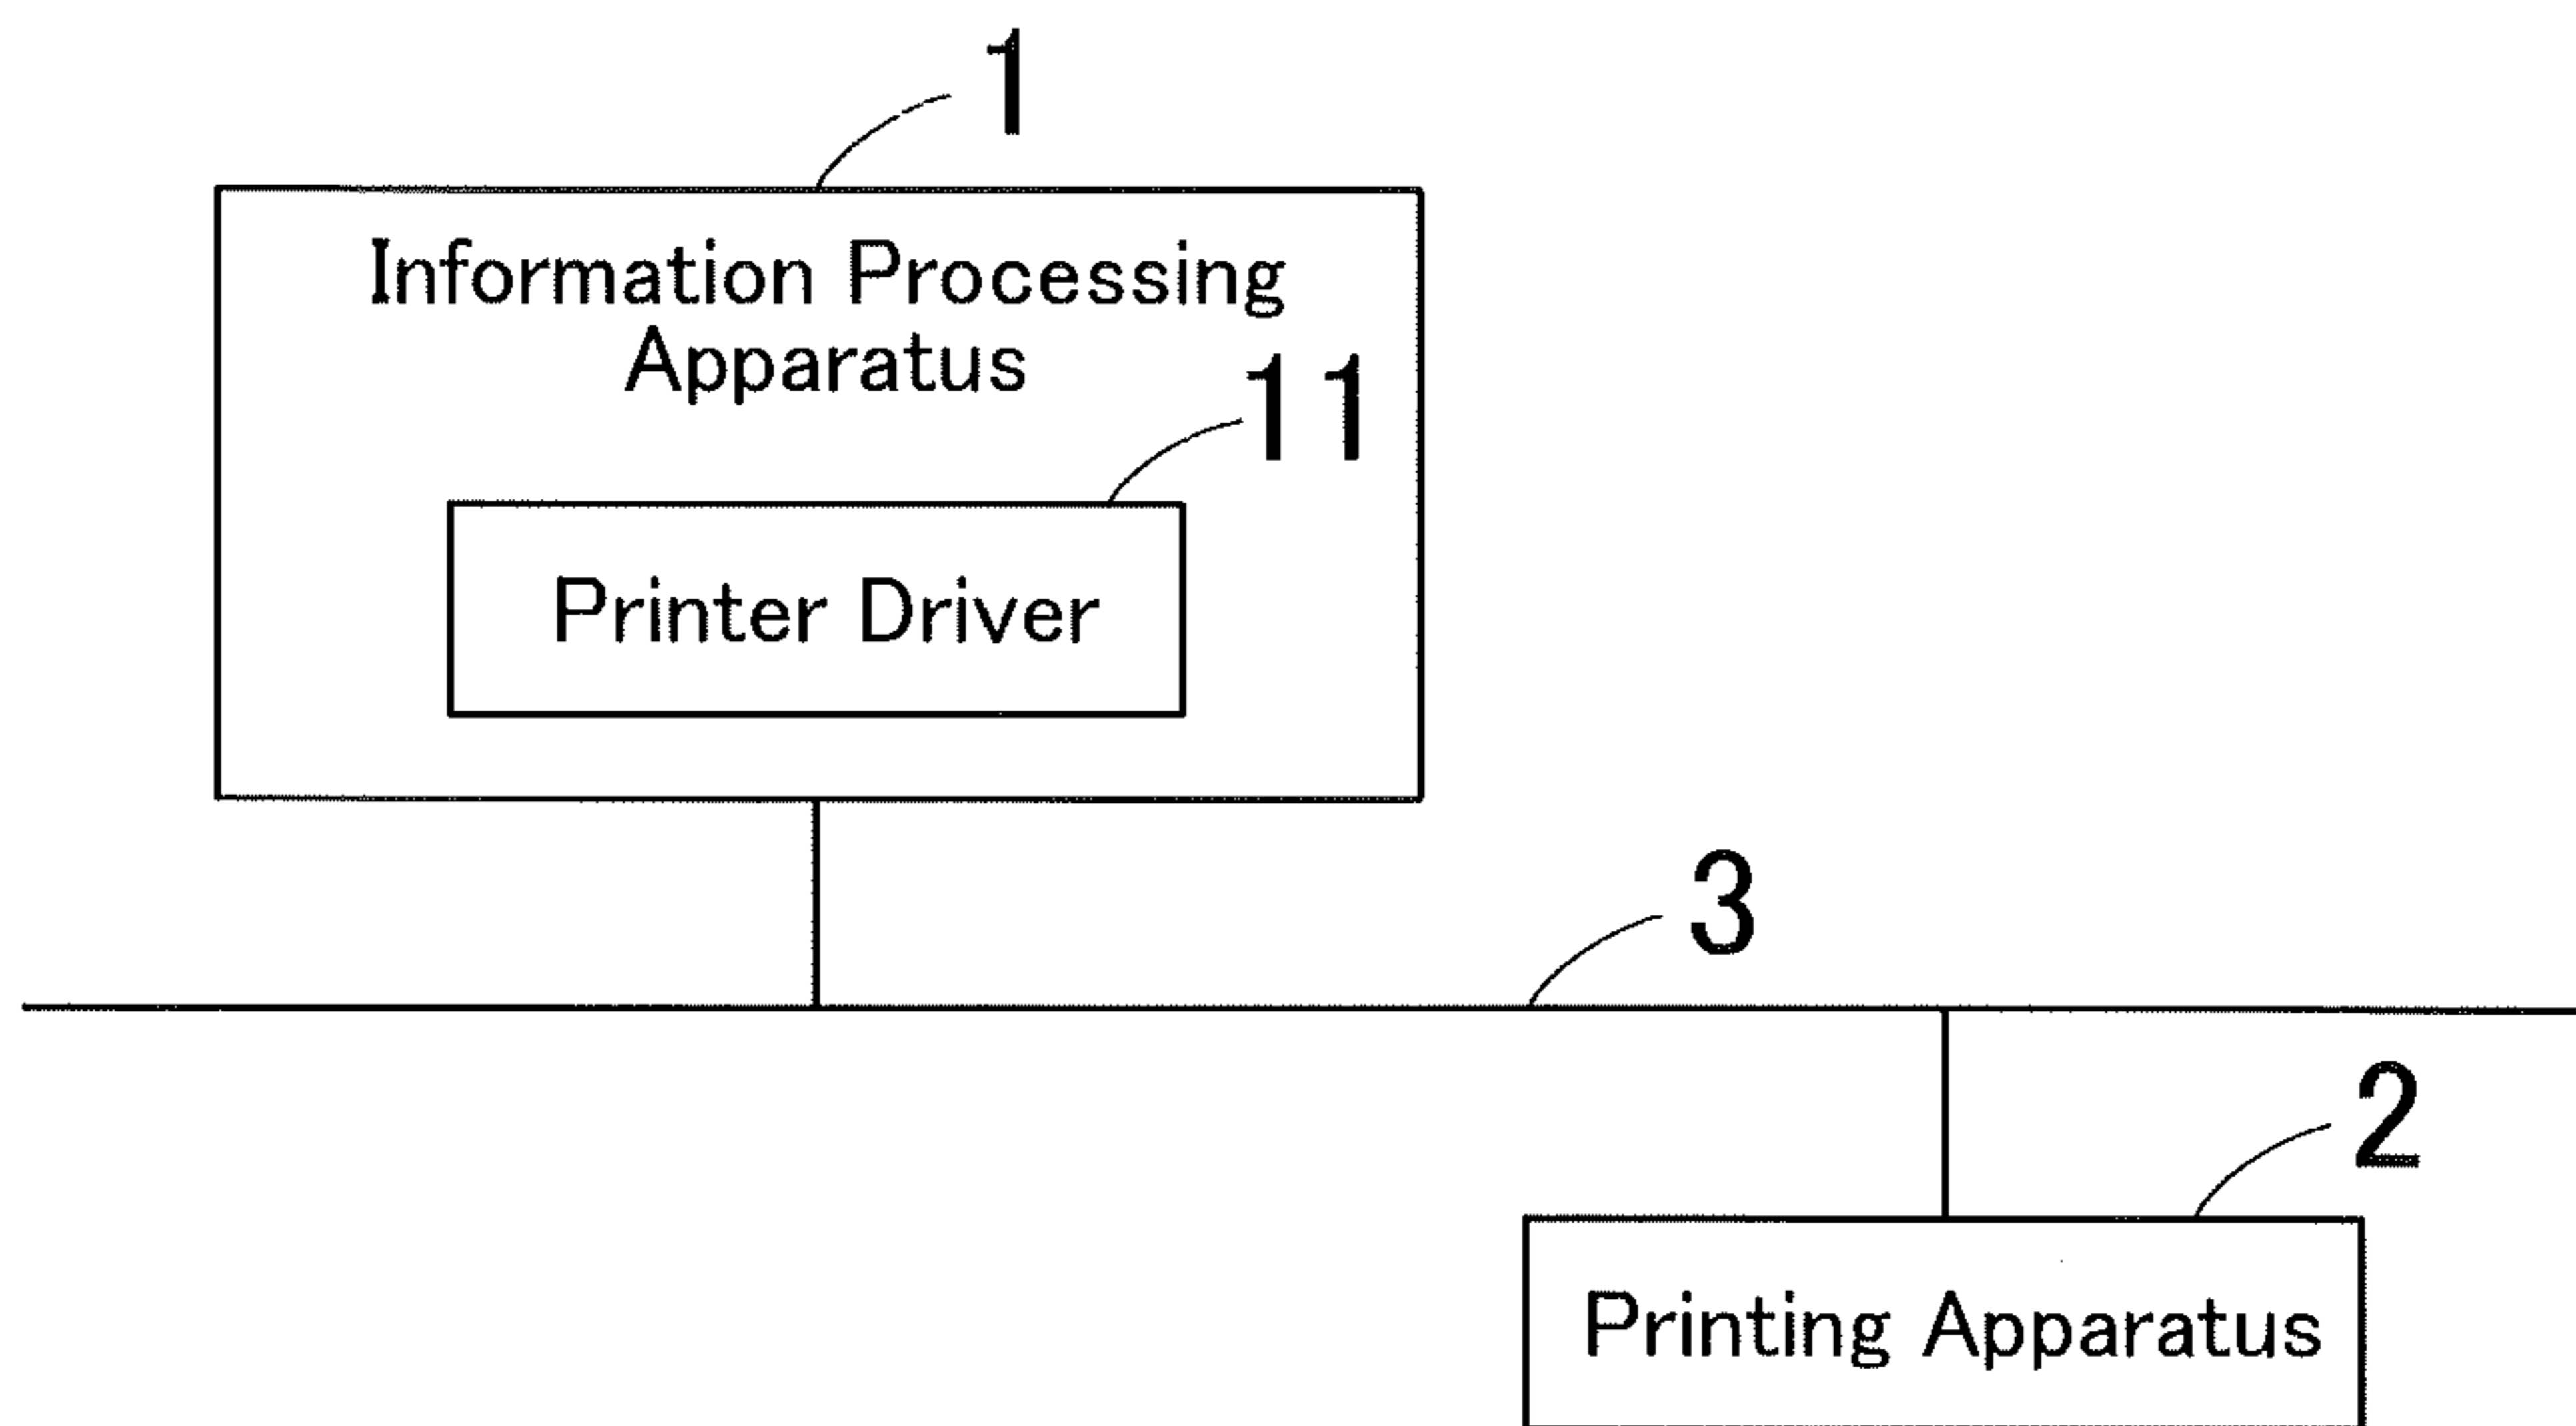 1
Information Processing
Apparatus
11
Printer Driver
3
2
Printing Apparatus